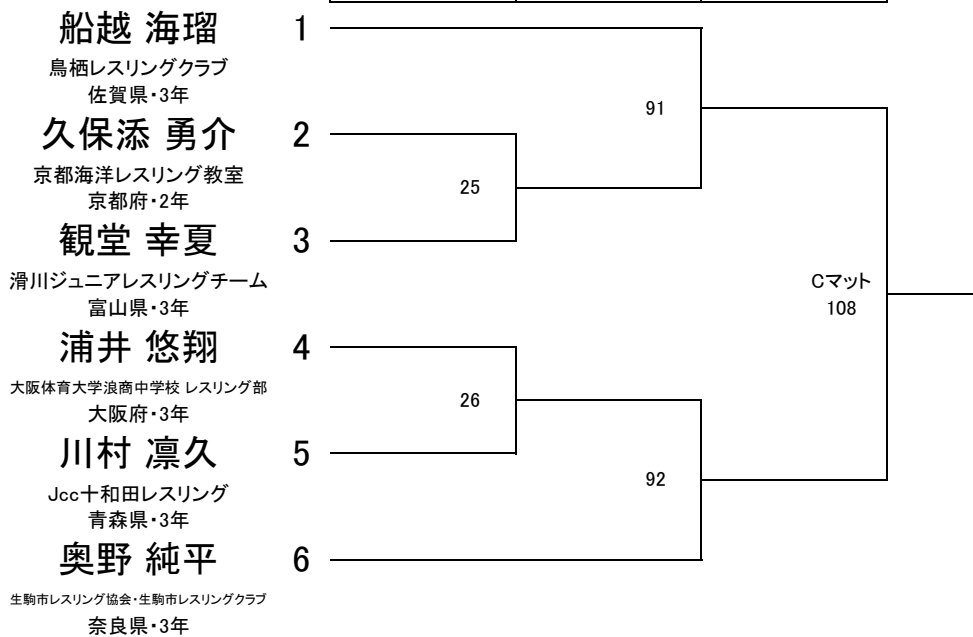 船越 海瑠 1
鳥栖レスリングクラブ
佐賀県・3年
91
久保添 勇介 2
京都海洋レスリング教室
京都府・2年
25
観堂 幸夏 3
滑川ジュニアレスリングチーム
富山県・3年
Cマット
108
浦井 悠翔 4
大阪体育大学浪商中学校 レスリング部
大阪府・3年
26
川村 凛久 5
Jcc十和田レスリング
青森県・3年
92
奥野 純平 6
生駒市レスリング協会・生駒市レスリングクラブ
奈良県・3年